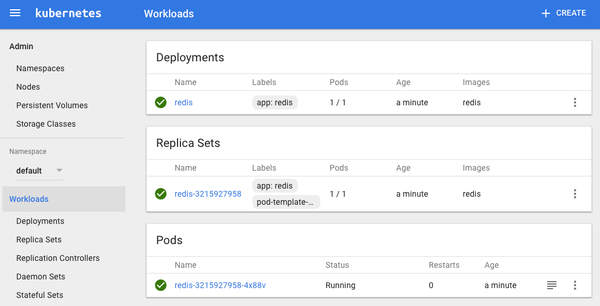 kubernetes Workloads + CREATE
Admin
Namespaces
Nodes
Persistent Volumes
Storage Classes
Namespace
default
Workloads
Deployments
Replica Sets
Replication Controllers
Daemon Sets
Stateful Sets
Deployments
Name Labels Pods Age Images
redis app: redis 1 / 1 a minute redis
Replica Sets
Name Labels Pods Age Images
redis-3215927958 app: redis 1 / 1 a minute redis
pod-template-...
Pods
Name Status Restarts Age
redis-3215927958-4x88v Running 0 a minute